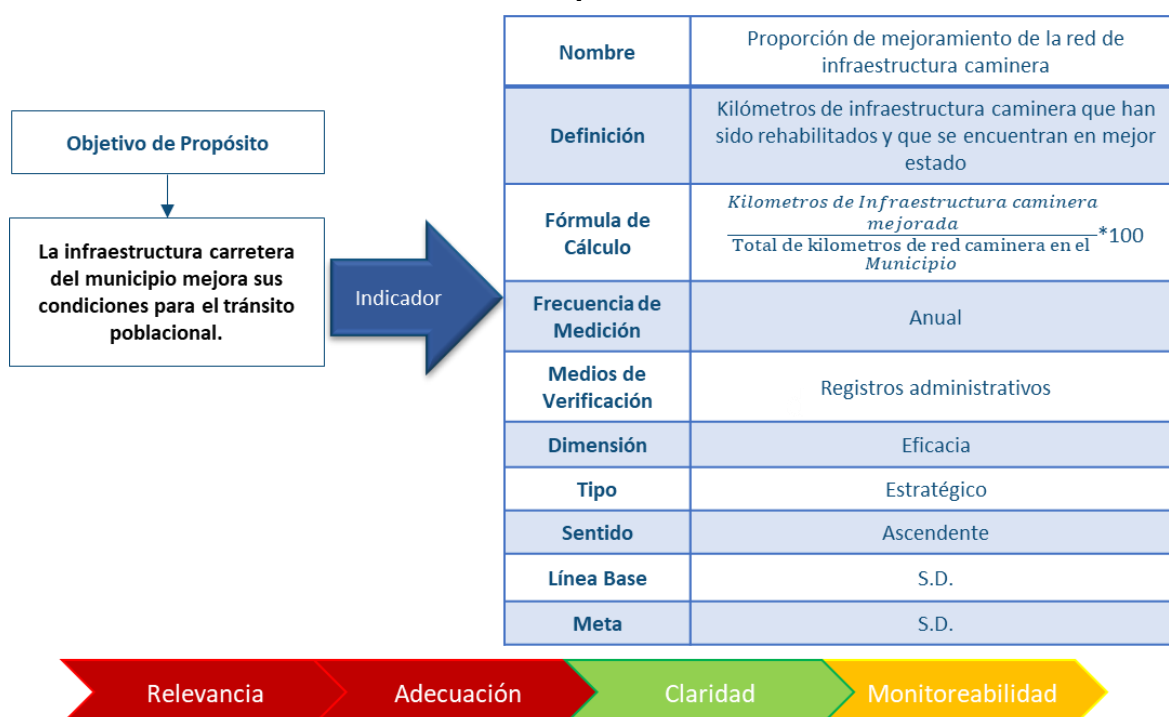 Objetivo de Propósito
La infraestructura carretera
del municipio mejora sus
condiciones para el tránsito
poblacional.
Indicador
Nombre
Proporción de mejoramiento de la red de
infraestructura caminera
Definición
Kilómetros de infraestructura caminera que han
sido rehabilitados y que se encuentran en mejor
estado
Fórmula de
Cálculo
Kilometros de Infraestructura caminera
mejorada
Total de kilometros de red caminera en el
Municipio
*100
Frecuencia de
Medición
Anual
Medios de
Verificación
Registros administrativos
Dimensión
Eficacia
Tipo
Estratégico
Sentido
Ascendente
Línea Base
S.D.
Meta
S.D.
Relevancia
Adecuación
Claridad
Monitoreabilidad